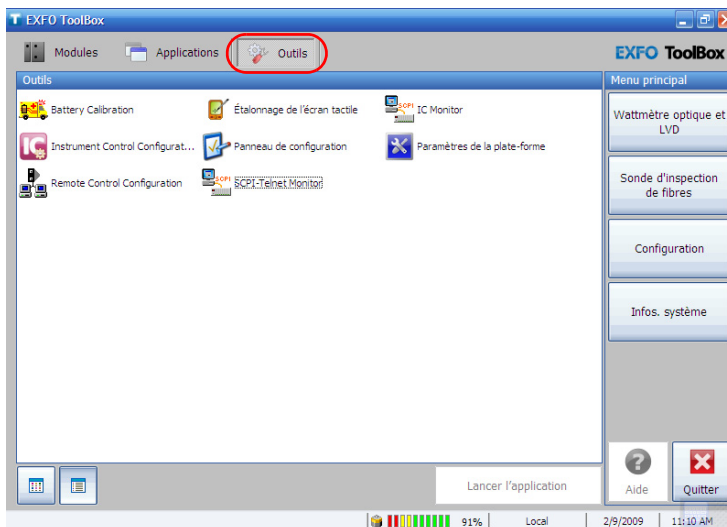 EXFO ToolBox
Modules
Applications
Outils
EXFO ToolBox
Outils
Battery Calibration
Étalonnage de l'écran tactile
IC Monitor
Instrument Control Configurat...
Panneau de configuration
Paramètres de la plate-forme
Remote Control Configuration
SCPI-Telnet Monitor
Menu principal
Wattmètre optique et
LVD
Sonde d'inspection
de fibres
Configuration
Infos. système
Lancer l'application
Aide
Quitter
91%
Local
2/9/2009
11:10 AM